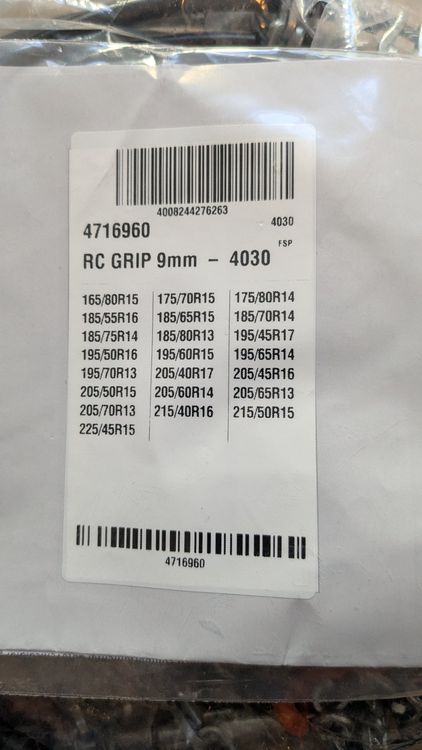 4008244276263
4716960 4030
FSP
RC GRIP 9mm – 4030
165/80R15 175/70R15 175/80R14
185/55R16 185/65R15 185/70R14
185/75R14 185/80R13 195/45R17
195/50R16 195/60R15 195/65R14
195/70R13 205/40R17 205/45R16
205/50R15 205/60R14 205/65R13
205/70R13 215/40R16 215/50R15
225/45R15
4716960